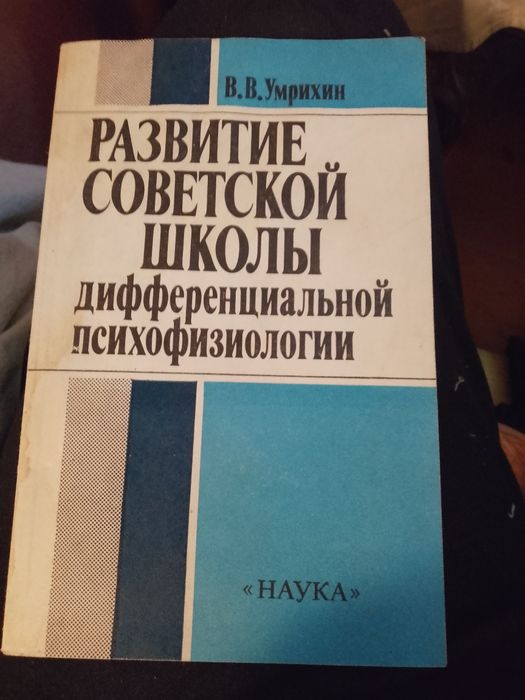 В.В.Умрихин
РАЗВИТИЕ
СОВЕТСКОЙ
ШКОЛЫ
дифференциальной
психофизиологии
«НАУКА»